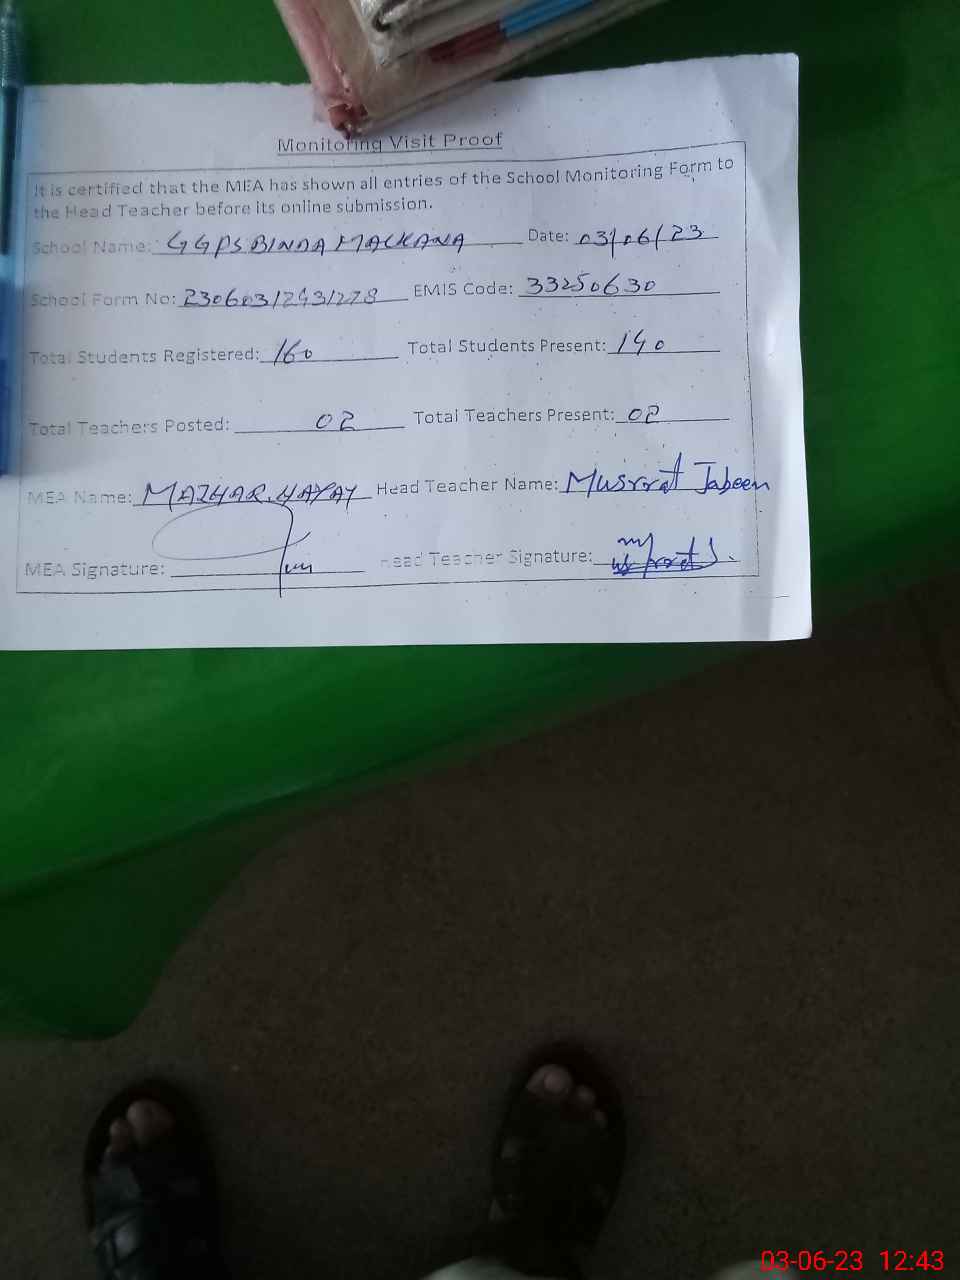 Monitoring Visit Proof
It is certified that the MEA has shown all entries of the School Monitoring Form to
the Head Teacher before its online submission.
School Name: GGPS BINDA MALKANA Date: 03/06/23
School Form No: 23060312431278 EMIS Code: 33250630
Total Students Registered: 160 Total Students Present: 140
Total Teachers Posted: 02 Total Teachers Present: 02
MEA Name: MAZHAR HAYAT Head Teacher Name: Musrrat Jabeen
MEA Signature: Head Teacher Signature:
03-06-23 12:43